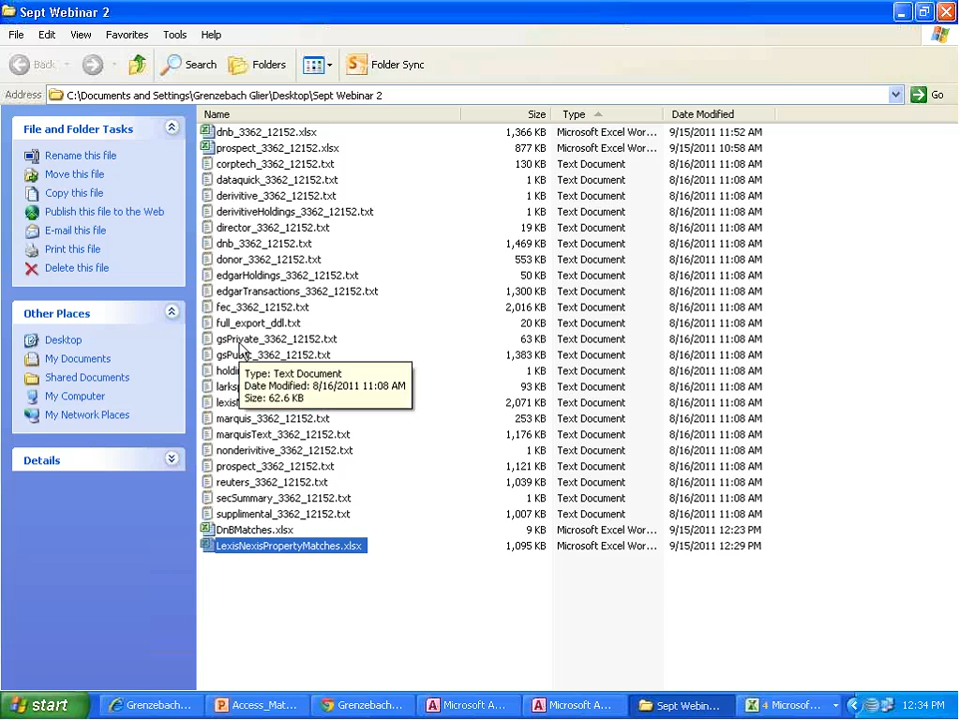 Sept Webinar 2
File Edit View Favorites Tools Help
Back Search Folders Folder Sync
Address C:\Documents and Settings\Grenzebach Glier\Desktop\Sept Webinar 2 Go
File and Folder Tasks
Rename this file
Move this file
Copy this file
Publish this file to the Web
E-mail this file
Print this file
Delete this file
Other Places
Desktop
My Documents
Shared Documents
My Computer
My Network Places
Details
Name Size Type Date Modified
dnb_3362_12152.xlsx 1,366 KB Microsoft Excel Wor... 9/15/2011 11:52 AM
prospect_3362_12152.xlsx 877 KB Microsoft Excel Wor... 9/15/2011 10:58 AM
corptech_3362_12152.txt 130 KB Text Document 8/16/2011 11:08 AM
dataquick_3362_12152.txt 1 KB Text Document 8/16/2011 11:08 AM
derivitive_3362_12152.txt 1 KB Text Document 8/16/2011 11:08 AM
derivitiveHoldings_3362_12152.txt 1 KB Text Document 8/16/2011 11:08 AM
director_3362_12152.txt 19 KB Text Document 8/16/2011 11:08 AM
dnb_3362_12152.txt 1,469 KB Text Document 8/16/2011 11:08 AM
donor_3362_12152.txt 553 KB Text Document 8/16/2011 11:08 AM
edgarHoldings_3362_12152.txt 50 KB Text Document 8/16/2011 11:08 AM
edgarTransactions_3362_12152.txt 1,300 KB Text Document 8/16/2011 11:08 AM
fec_3362_12152.txt 2,016 KB Text Document 8/16/2011 11:08 AM
full_export_ddl.txt 20 KB Text Document 8/16/2011 11:08 AM
gsPrivate_3362_12152.txt 63 KB Text Document 8/16/2011 11:08 AM
_3362_12152.txt 1,383 KB Text Document 8/16/2011 11:08 AM
1 KB Text Document 8/16/2011 11:08 AM
93 KB Text Document 8/16/2011 11:08 AM
2,071 KB Text Document 8/16/2011 11:08 AM
Type: Text Document
Date Modified: 8/16/2011 11:08 AM
Size: 62.6 KB
marquis_3362_12152.txt 253 KB Text Document 8/16/2011 11:08 AM
marquisText_3362_12152.txt 1,176 KB Text Document 8/16/2011 11:08 AM
nonderivitive_3362_12152.txt 1 KB Text Document 8/16/2011 11:08 AM
prospect_3362_12152.txt 1,121 KB Text Document 8/16/2011 11:08 AM
reuters_3362_12152.txt 1,039 KB Text Document 8/16/2011 11:08 AM
secSummary_3362_12152.txt 1 KB Text Document 8/16/2011 11:08 AM
supplimental_3362_12152.txt 1,007 KB Text Document 8/16/2011 11:08 AM
DnBMatches.xlsx 9 KB Microsoft Excel Wor... 9/15/2011 12:23 PM
LexisNexisPropertyMatches.xlsx 1,095 KB Microsoft Excel Wor... 9/15/2011 12:29 PM
start Grenzebach... Access_Mat... Grenzebach... Microsoft A... Microsoft A... Sept Webin... 4 Microsof... 12:34 PM